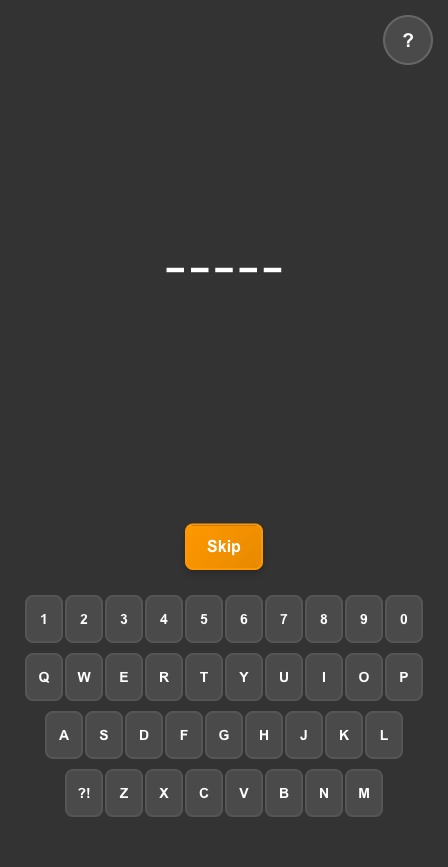 ?
_ _ _ _ _
Skip
1 2 3 4 5 6 7 8 9 0
Q W E R T Y U I O P
A S D F G H J K L
?! Z X C V B N M